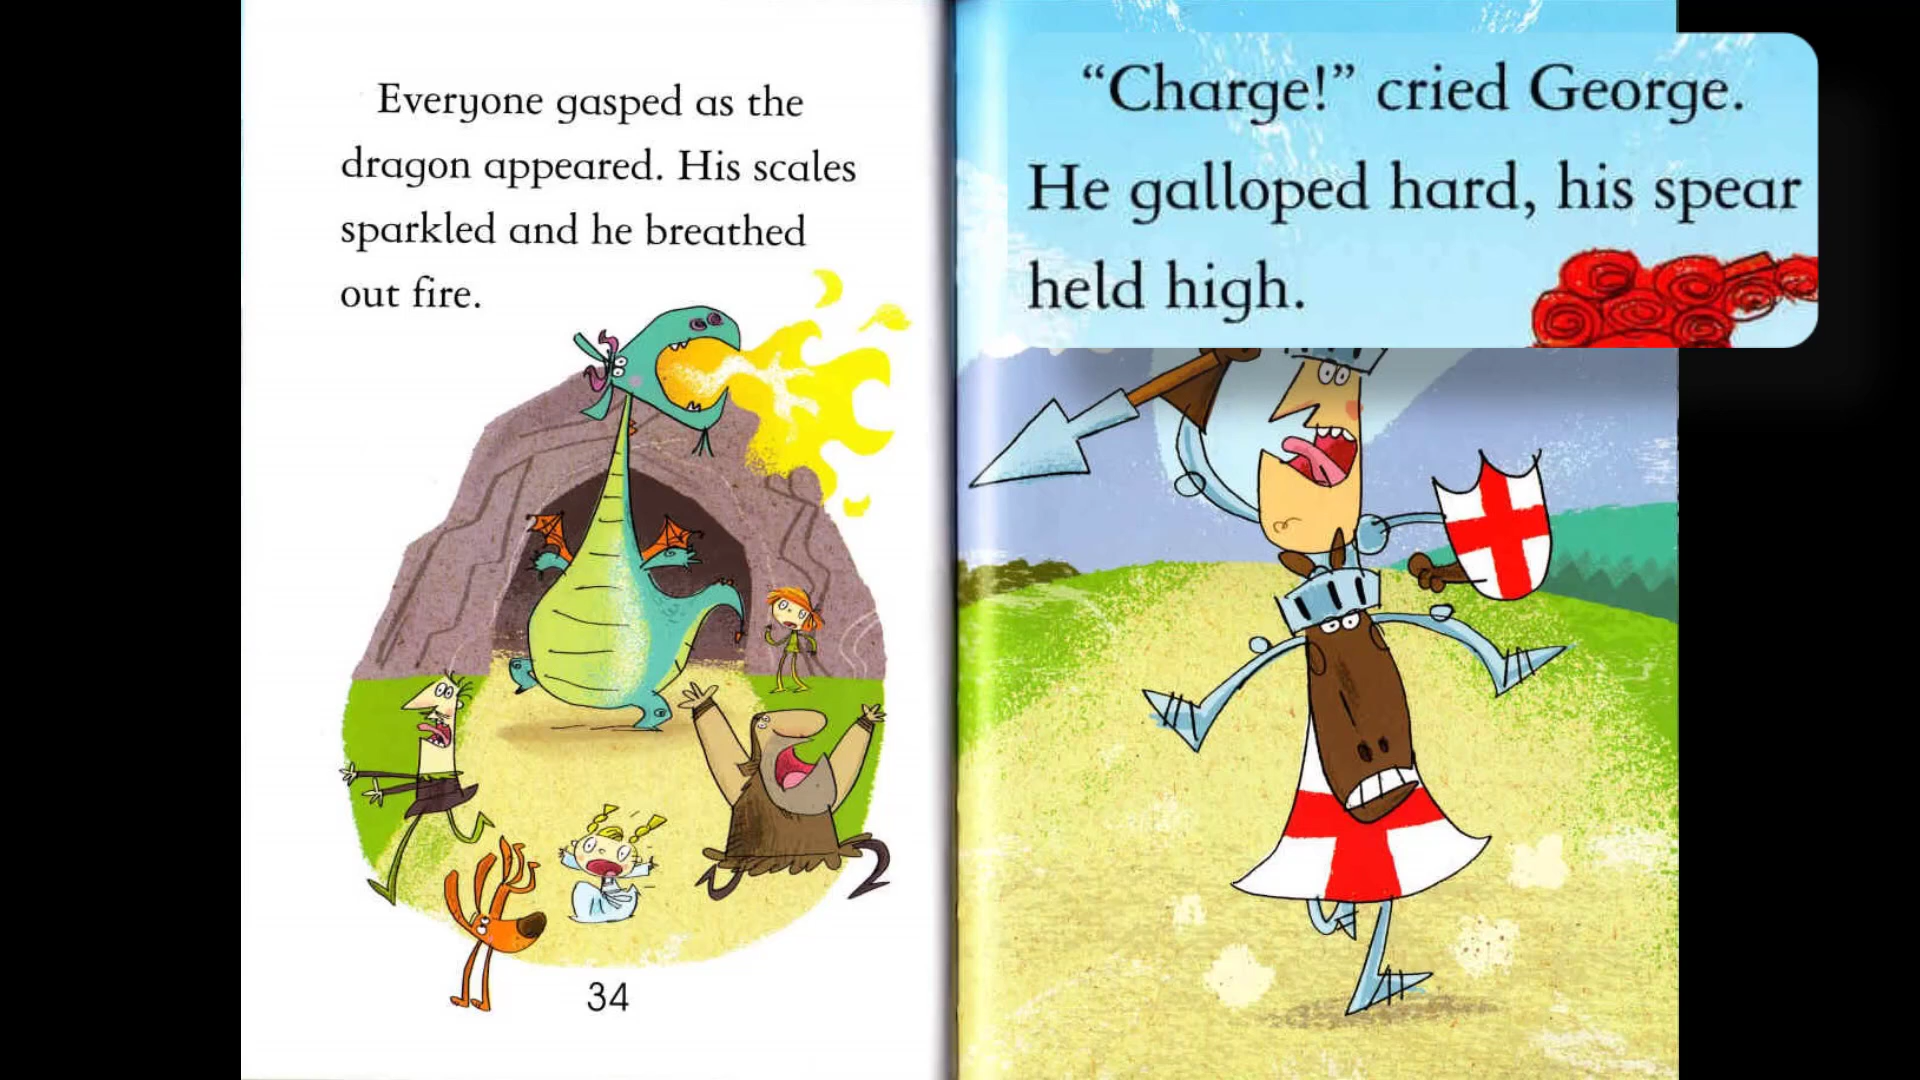 Everyone gasped as the
dragon appeared. His scales
sparkled and he breathed
out fire.
34
“Charge!” cried George.
He galloped hard, his spear
held high.